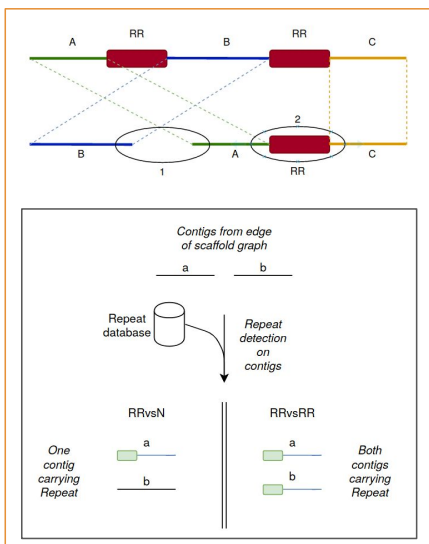 RR RR
A B C
2
B A C
1 RR
Contigs from edge
of scaffold graph
a b
Repeat
database
Repeat
detection
on
contigs
RRvsN RRvsRR
One
contig
carrying
Repeat
a
b
a
b
Both
contigs
carrying
Repeat